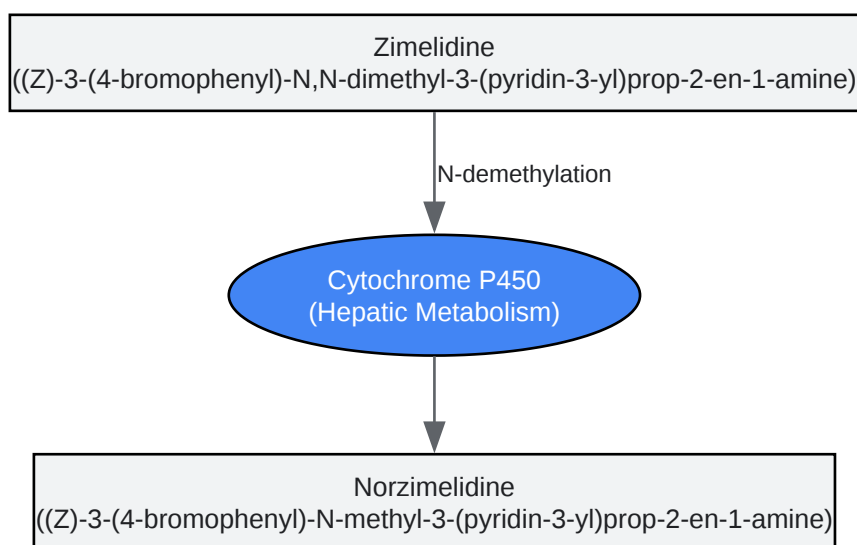 Zimelidine
((Z)-3-(4-bromophenyl)-N,N-dimethyl-3-(pyridin-3-yl)prop-2-en-1-amine)
N-demethylation
Cytochrome P450
(Hepatic Metabolism)
Norzimelidine
((Z)-3-(4-bromophenyl)-N-methyl-3-(pyridin-3-yl)prop-2-en-1-amine)